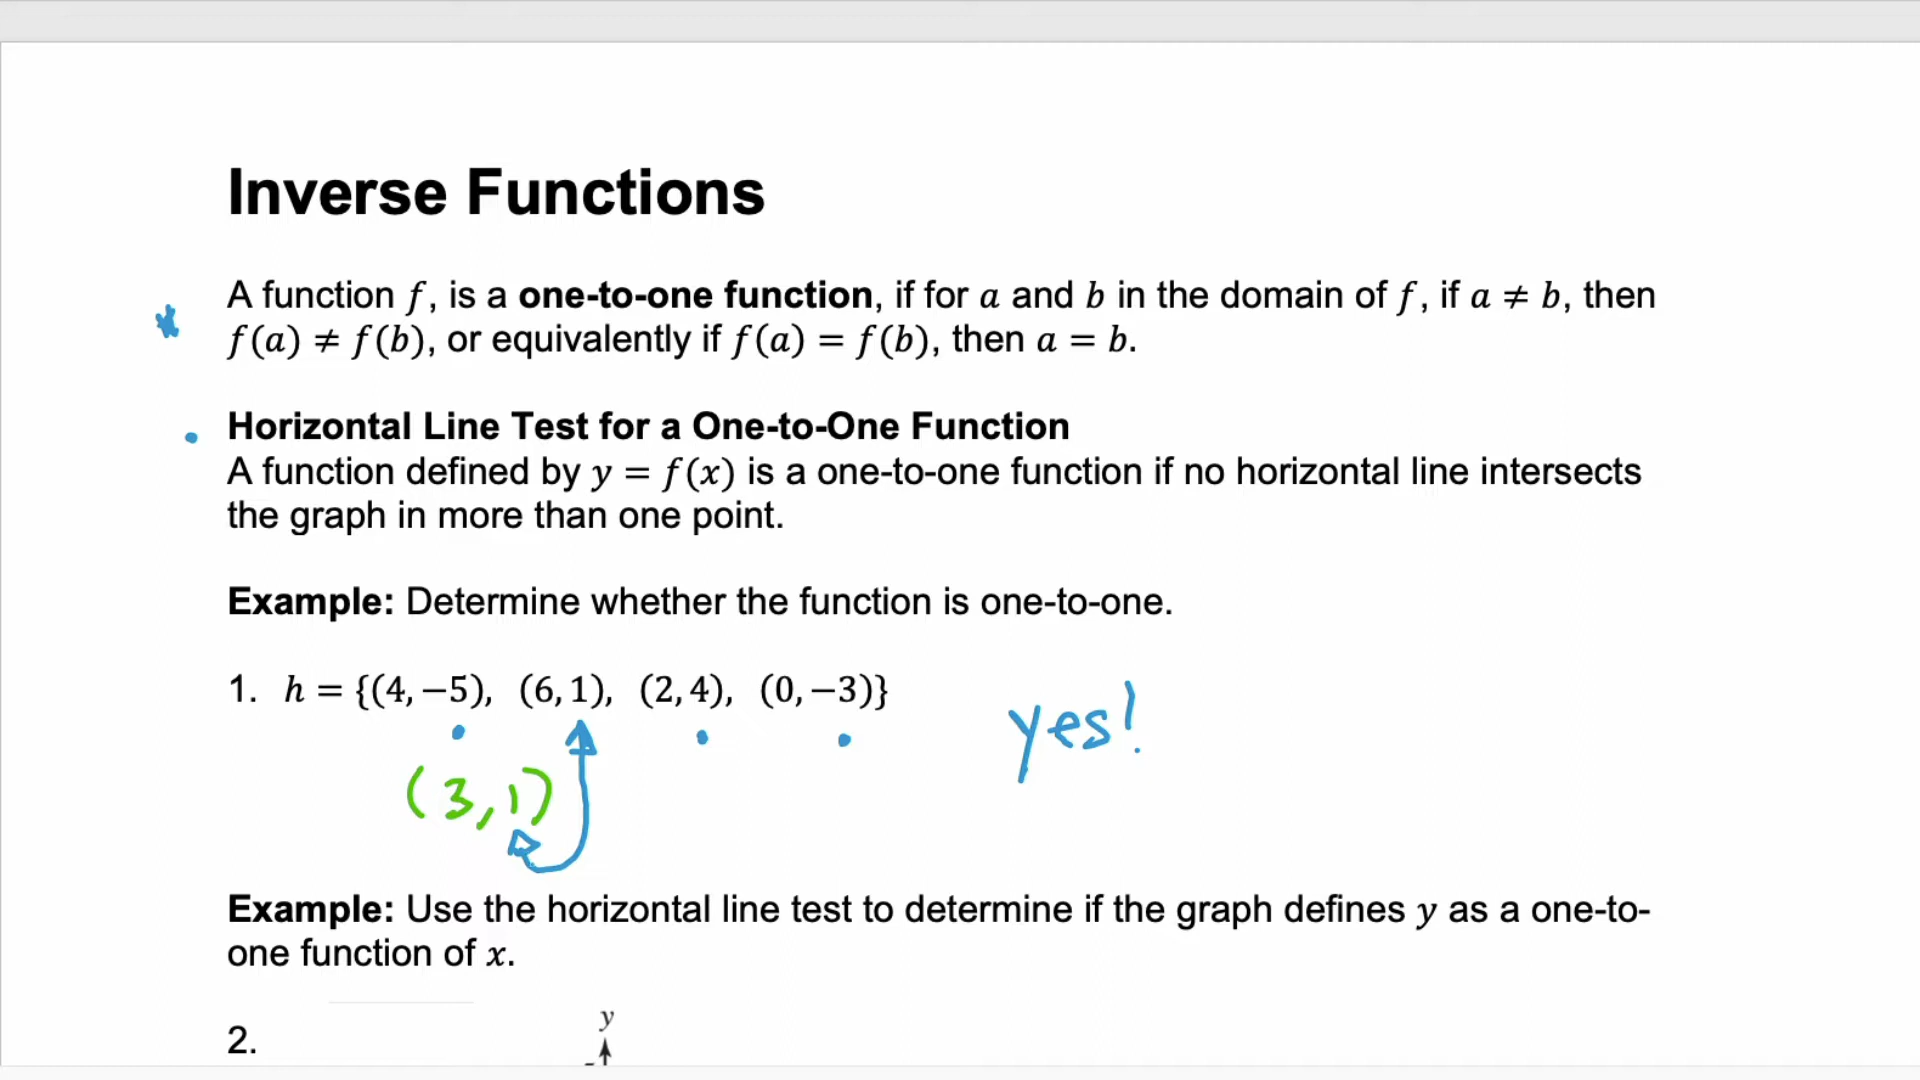 Inverse Functions
A function f, is a one-to-one function, if for a and b in the domain of f, if a ≠ b, then
f(a) ≠ f(b), or equivalently if f(a) = f(b), then a = b.
Horizontal Line Test for a One-to-One Function
A function defined by y = f(x) is a one-to-one function if no horizontal line intersects
the graph in more than one point.
Example: Determine whether the function is one-to-one.
1. h = {(4, −5), (6, 1), (2, 4), (0, −3)}
yes!
(3, 1)
Example: Use the horizontal line test to determine if the graph defines y as a one-to-
one function of x.
2.
y